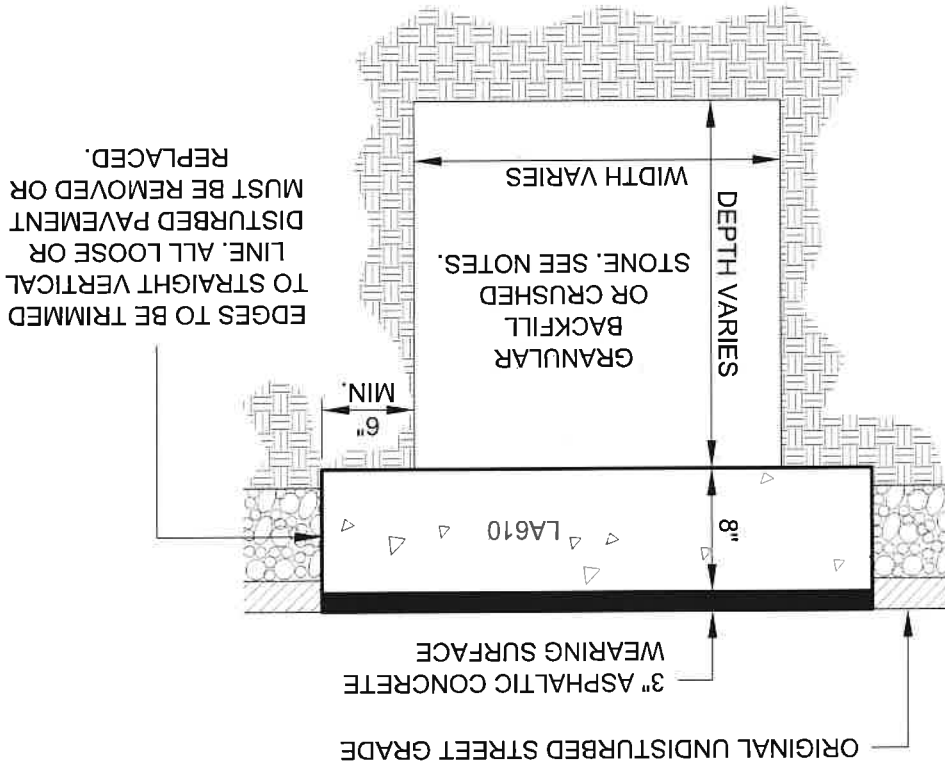 ORIGINAL UNDISTURBED STREET GRADE
3" ASPHALTIC CONCRETE
WEARING SURFACE
8"
LA610
6"
MIN.
EDGES TO BE TRIMMED
TO STRAIGHT VERTICAL
LINE. ALL LOOSE OR
DISTURBED PAVEMENT
MUST BE REMOVED OR
REPLACED.
DEPTH VARIES
GRANULAR
BACKFILL
OR CRUSHED
STONE. SEE NOTES.
WIDTH VARIES